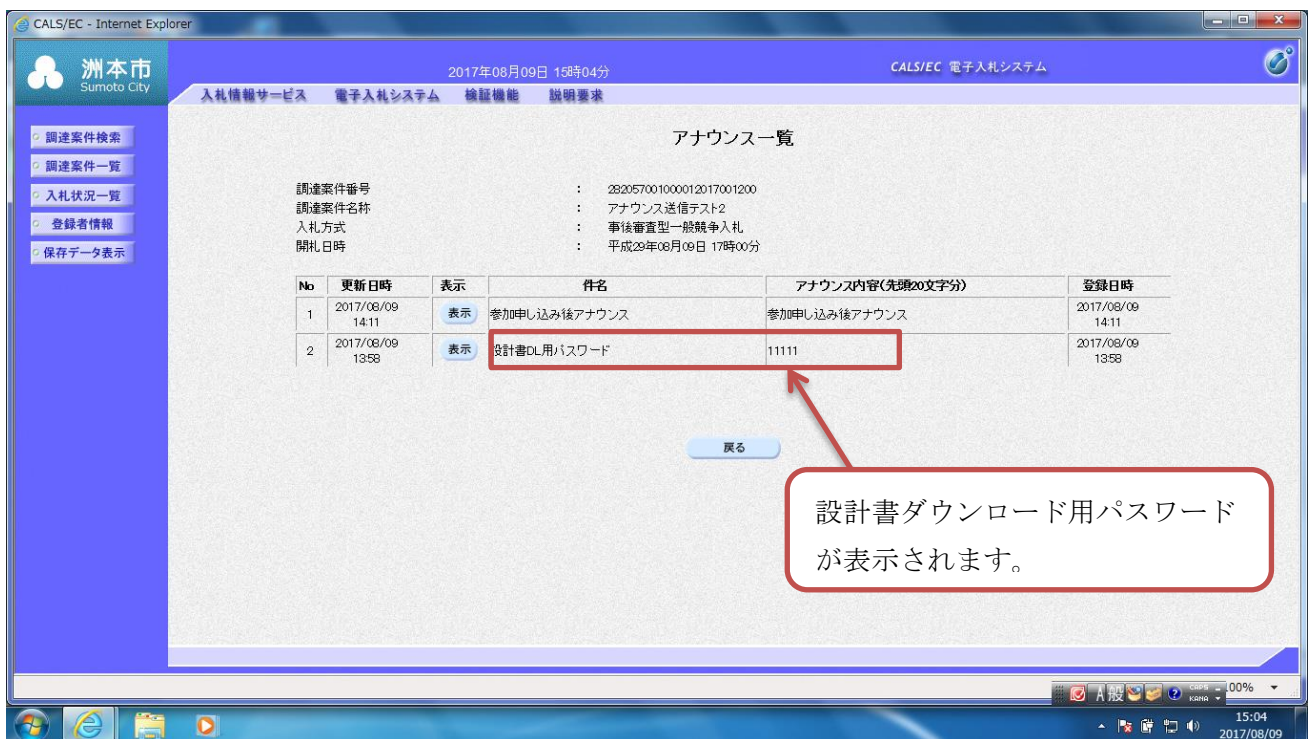 CALS/EC - Internet Explorer
洲本市
Sumoto City
2017年08月09日 15時04分
CALS/EC 電子入札システム
入札情報サービス 電子入札システム 検証機能 説明要求
調達案件検索
調達案件一覧
入札状況一覧
登録者情報
保存データ表示
アナウンス一覧
調達案件番号 : 282057001000012017001200
調達案件名称 : アナウンス送信テスト2
入札方式 : 事後審査型一般競争入札
開札日時 : 平成29年08月09日 17時00分
No 更新日時 表示 件名 アナウンス内容(先頭20文字分) 登録日時
1 2017/08/09 14:11 表示 参加申し込み後アナウンス 参加申し込み後アナウンス 2017/08/09 14:11
2 2017/08/09 13:58 表示 設計書DL用パスワード 11111 2017/08/09 13:58
戻る
設計書ダウンロード用パスワード
が表示されます。
A 般 CAPS KANA 100%
15:04
2017/08/09